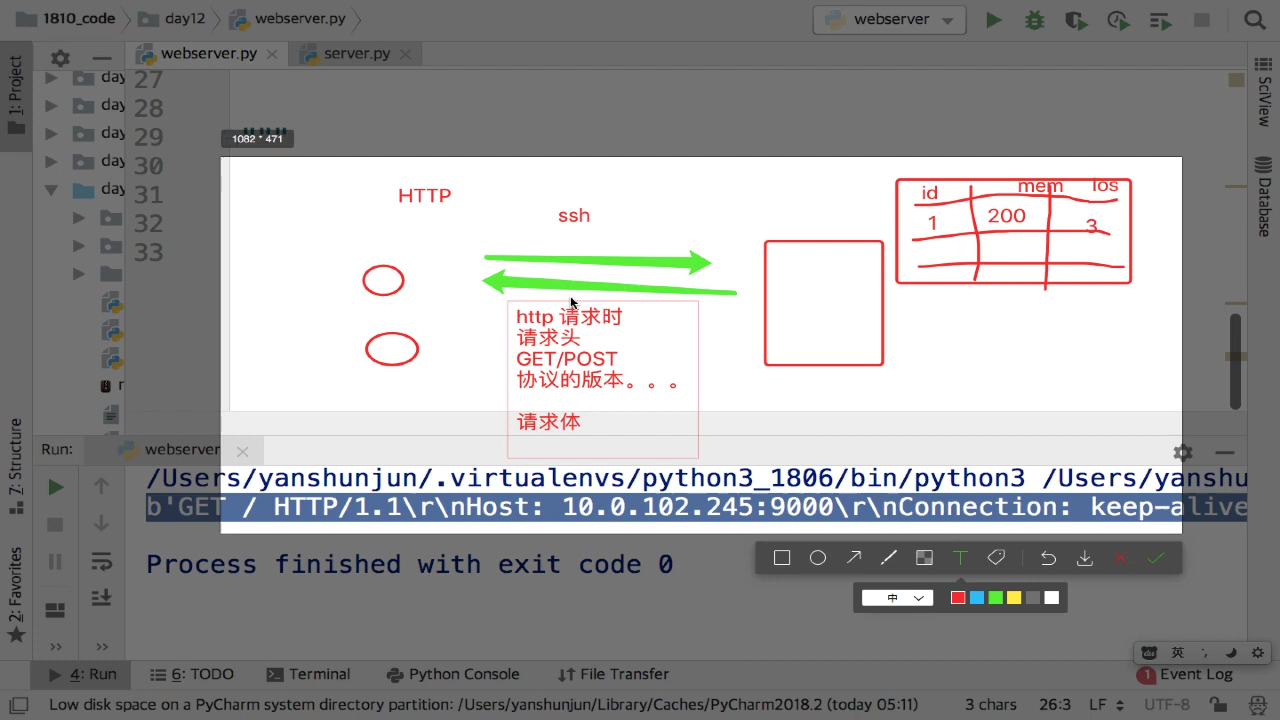 1810_code
day12
webserver.py
webserver
webserver.py
server.py
1: Project
SciView
Database
7: Structure
2: Favorites
day
day
day
day
day
27
28
29
30
31
32
33
"""
1082 * 471
HTTP
ssh
id mem los
1 200 3
http 请求时
请求头
GET/POST
协议的版本。。。
请求体
Run: webserver
/Users/yanshunjun/.virtualenvs/python3_1806/bin/python3 /Users/yanshu
b'GET / HTTP/1.1\r\nHost: 10.0.102.245:9000\r\nConnection: keep-alive
Process finished with exit code 0
中
英
4: Run
6: TODO
Terminal
Python Console
File Transfer
1 Event Log
Low disk space on a PyCharm system directory partition: /Users/yanshunjun/Library/Caches/PyCharm2018.2 (today 05:11)
3 chars
26:3
LF
UTF-8